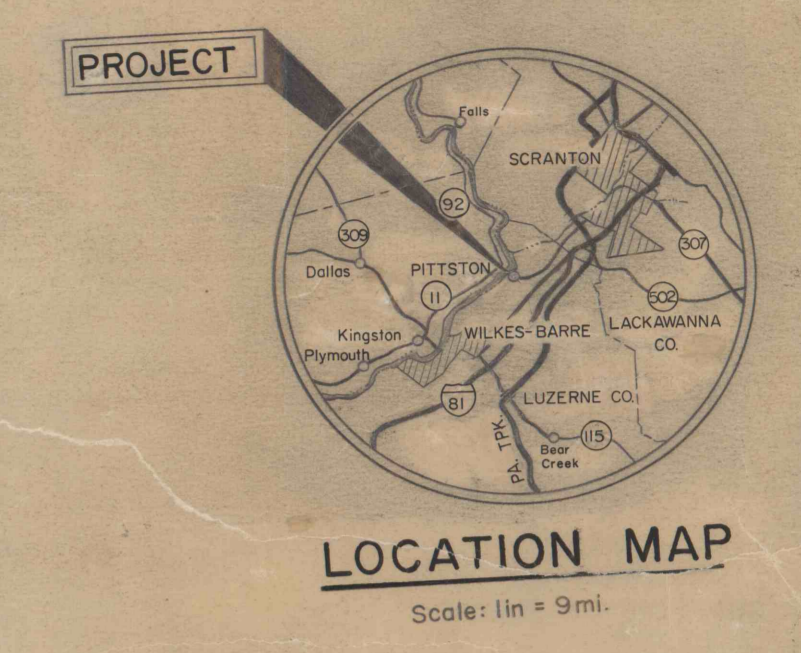 PROJECT
Falls
SCRANTON
92
309
307
Dallas
PITTSTON
11
502
Kingston
WILKES-BARRE
LACKAWANNA
CO.
Plymouth
81
LUZERNE CO.
PA. TPK.
115
Bear
Creek
LOCATION MAP
Scale: 1in = 9mi.